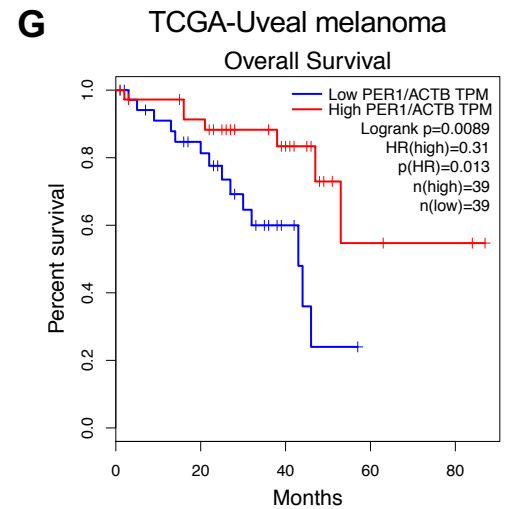 G
TCGA-Uveal melanoma
Overall Survival
Low PER1/ACTB TPM
High PER1/ACTB TPM
Logrank p=0.0089
HR(high)=0.31
p(HR)=0.013
n(high)=39
n(low)=39
Percent survival
1.0
0.8
0.6
0.4
0.2
0.0
0 20 40 60 80
Months